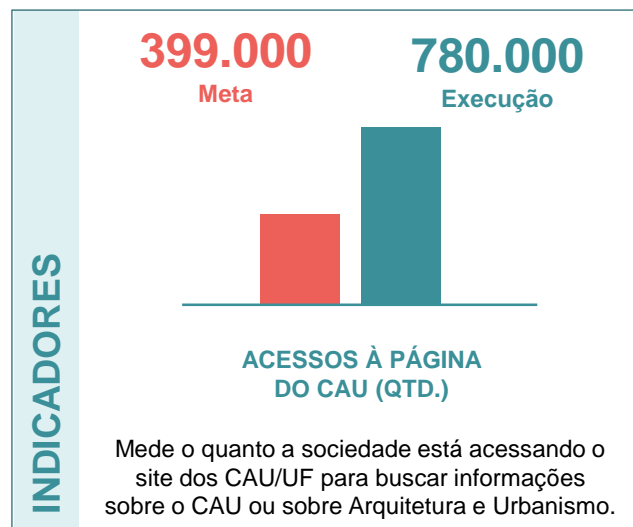 INDICADORES
399.000
Meta
780.000
Execução
ACESSOS À PÁGINA
DO CAU (QTD.)
Mede o quanto a sociedade está acessando o
site dos CAU/UF para buscar informações
sobre o CAU ou sobre Arquitetura e Urbanismo.